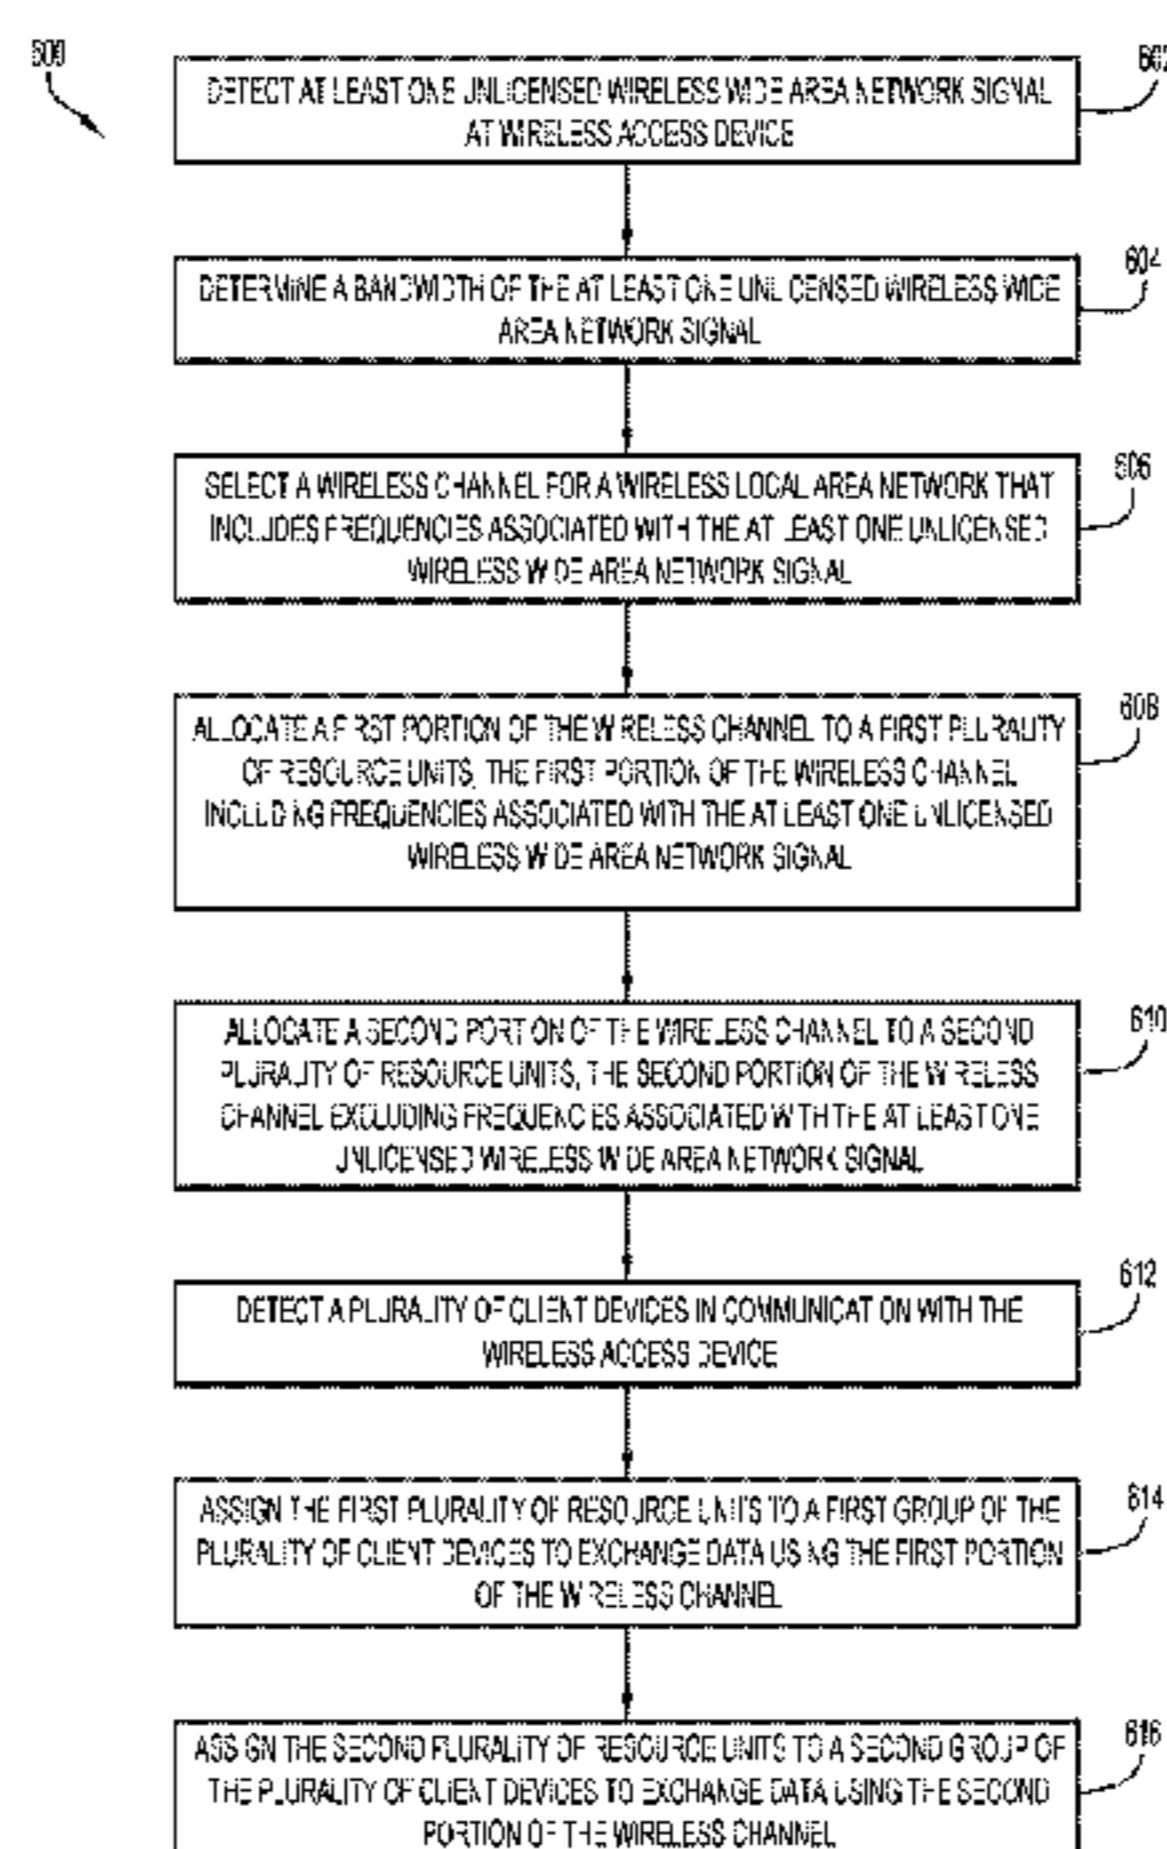 600
602
DETECT AT LEAST ONE UNLICENSED WIRELESS WIDE AREA NETWORK SIGNAL
AT WIRELESS ACCESS DEVICE
604
DETERMINE A BANDWIDTH OF THE AT LEAST ONE UNLICENSED WIRELESS WIDE
AREA NETWORK SIGNAL
606
SELECT A WIRELESS CHANNEL FOR A WIRELESS LOCAL AREA NETWORK THAT
INCLUDES FREQUENCIES ASSOCIATED WITH THE AT LEAST ONE UNLICENSED
WIRELESS WIDE AREA NETWORK SIGNAL
608
ALLOCATE A FIRST PORTION OF THE WIRELESS CHANNEL TO A FIRST PLURALITY
OF RESOURCE UNITS, THE FIRST PORTION OF THE WIRELESS CHANNEL
INCLUDING FREQUENCIES ASSOCIATED WITH THE AT LEAST ONE UNLICENSED
WIRELESS WIDE AREA NETWORK SIGNAL
610
ALLOCATE A SECOND PORTION OF THE WIRELESS CHANNEL TO A SECOND
PLURALITY OF RESOURCE UNITS, THE SECOND PORTION OF THE WIRELESS
CHANNEL EXCLUDING FREQUENCIES ASSOCIATED WITH THE AT LEAST ONE
UNLICENSED WIRELESS WIDE AREA NETWORK SIGNAL
612
DETECT A PLURALITY OF CLIENT DEVICES IN COMMUNICATION WITH THE
WIRELESS ACCESS DEVICE
614
ASSIGN THE FIRST PLURALITY OF RESOURCE UNITS TO A FIRST GROUP OF THE
PLURALITY OF CLIENT DEVICES TO EXCHANGE DATA USING THE FIRST PORTION
OF THE WIRELESS CHANNEL
616
ASSIGN THE SECOND PLURALITY OF RESOURCE UNITS TO A SECOND GROUP OF
THE PLURALITY OF CLIENT DEVICES TO EXCHANGE DATA USING THE SECOND
PORTION OF THE WIRELESS CHANNEL